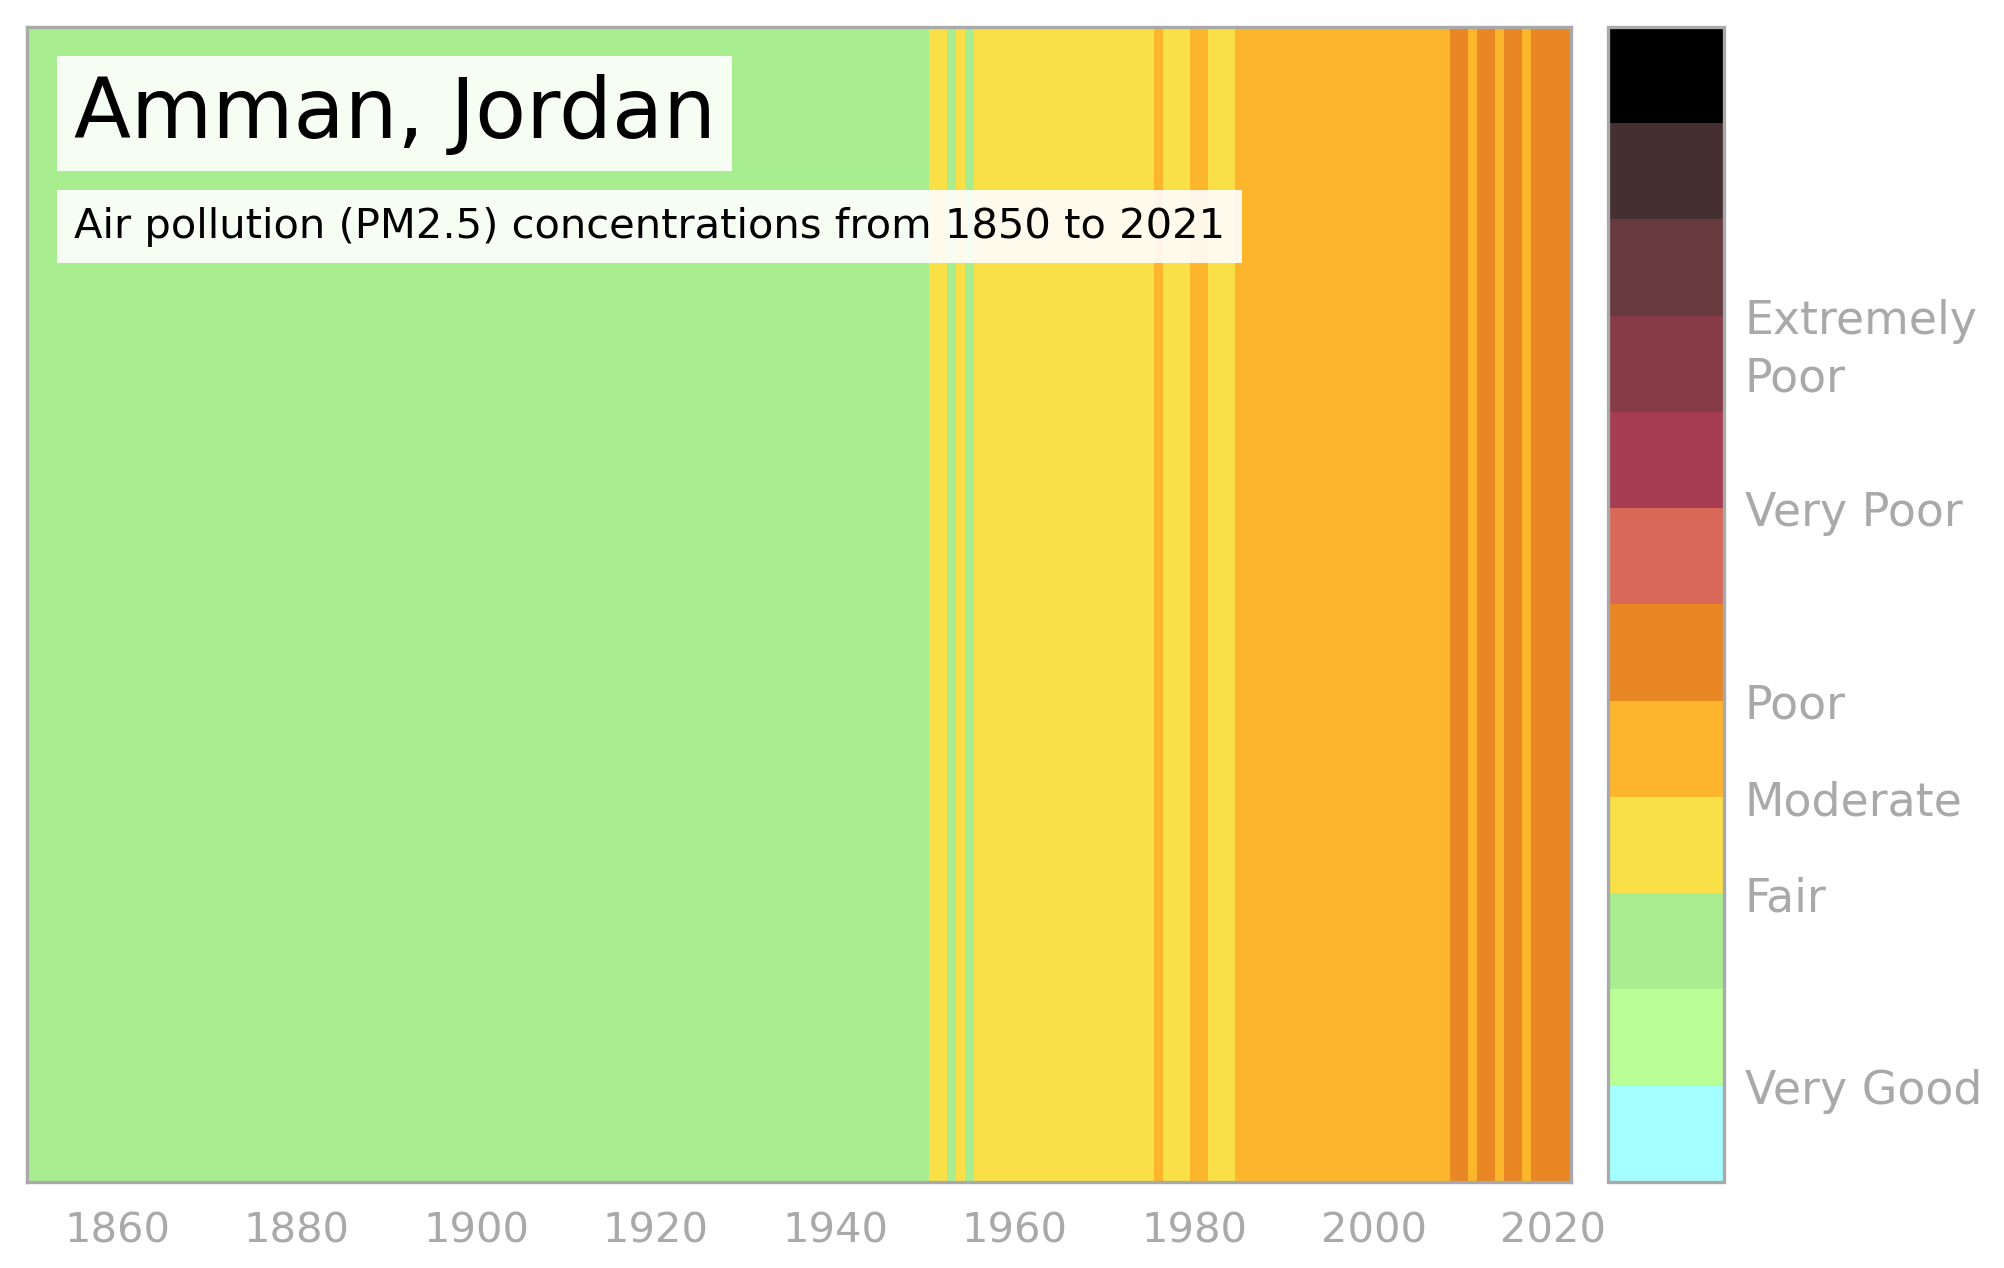 Amman, Jordan
Air pollution (PM2.5) concentrations from 1850 to 2021
Extremely
Poor
Very Poor
Poor
Moderate
Fair
Very Good
1860 1880 1900 1920 1940 1960 1980 2000 2020